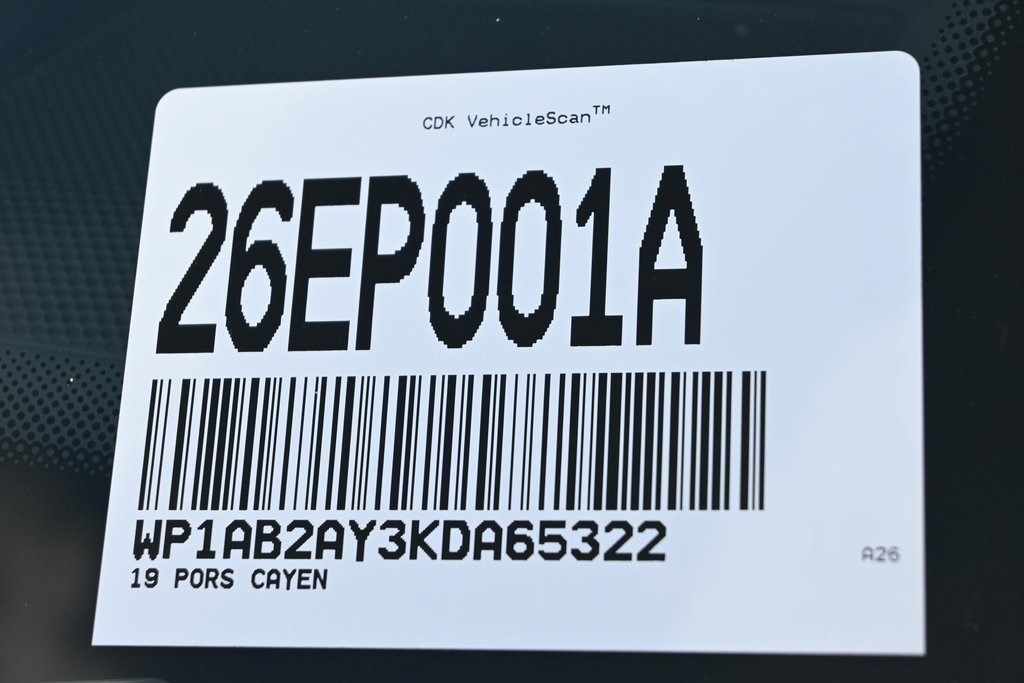 CDK VehicleScan™
26EP001A
WP1AB2AY3KDA65322
A26
19 PORS CAYEN